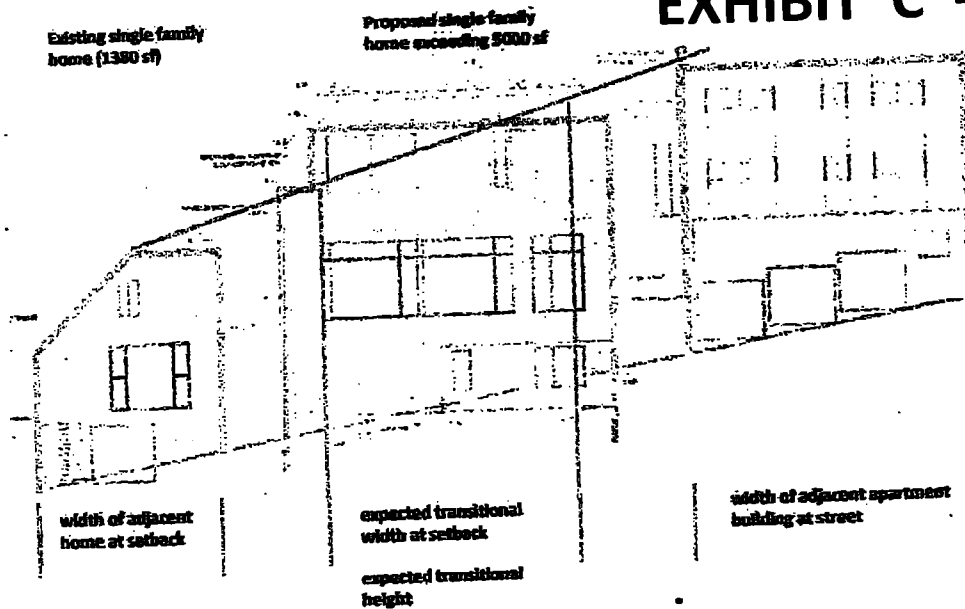 EXHIBIT C
Existing single family
home (1380 sf)
Proposed single family
home exceeding 5000 sf
width of adjacent
home at setback
expected transitional
width at setback
expected transitional
height
width of adjacent apartment
building at street